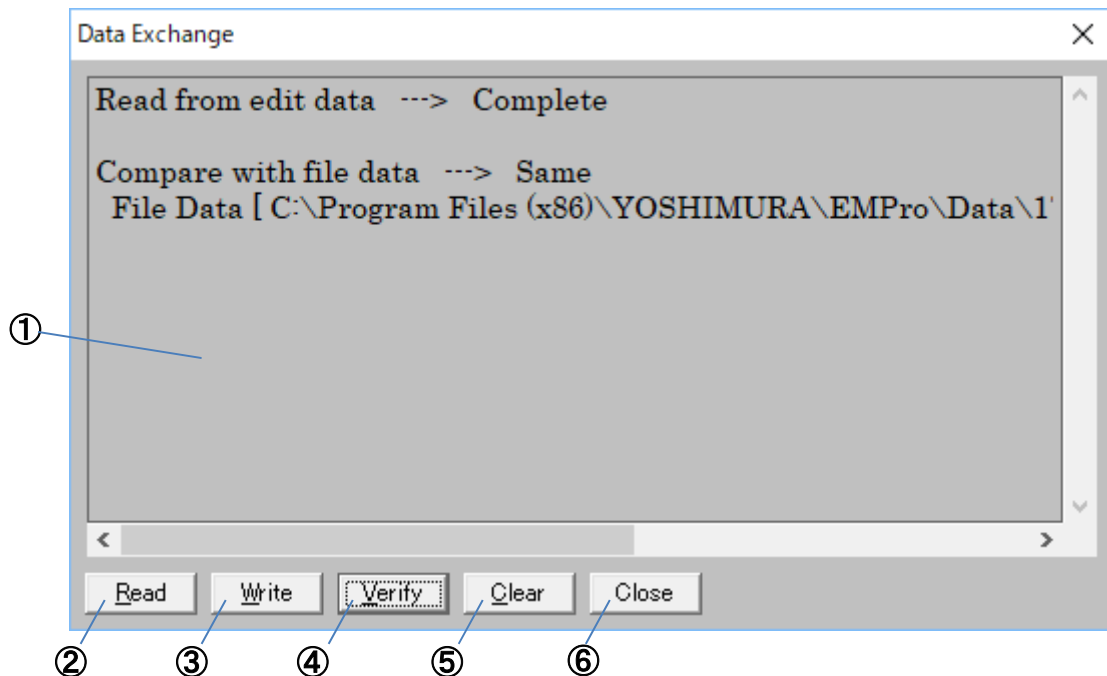 Data Exchange
Read from edit data ---> Complete
Compare with file data ---> Same
File Data [ C:\Program Files (x86)\YOSHIMURA\EMPro\Data\1
①
Read Write Verify Clear Close
② ③ ④ ⑤ ⑥